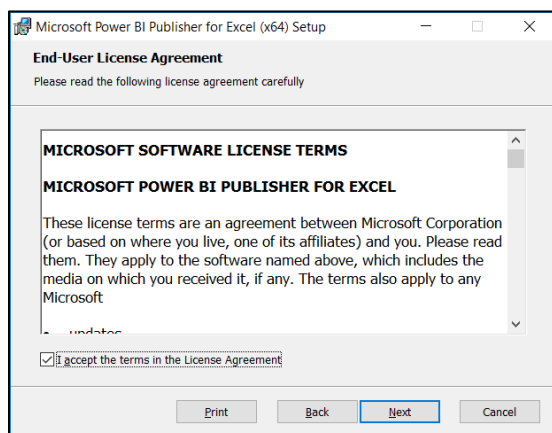 Microsoft Power BI Publisher for Excel (x64) Setup
End-User License Agreement
Please read the following license agreement carefully
MICROSOFT SOFTWARE LICENSE TERMS
MICROSOFT POWER BI PUBLISHER FOR EXCEL
These license terms are an agreement between Microsoft Corporation
(or based on where you live, one of its affiliates) and you. Please read
them. They apply to the software named above, which includes the
media on which you received it, if any. The terms also apply to any
Microsoft
• updates
I accept the terms in the License Agreement
Print Back Next Cancel